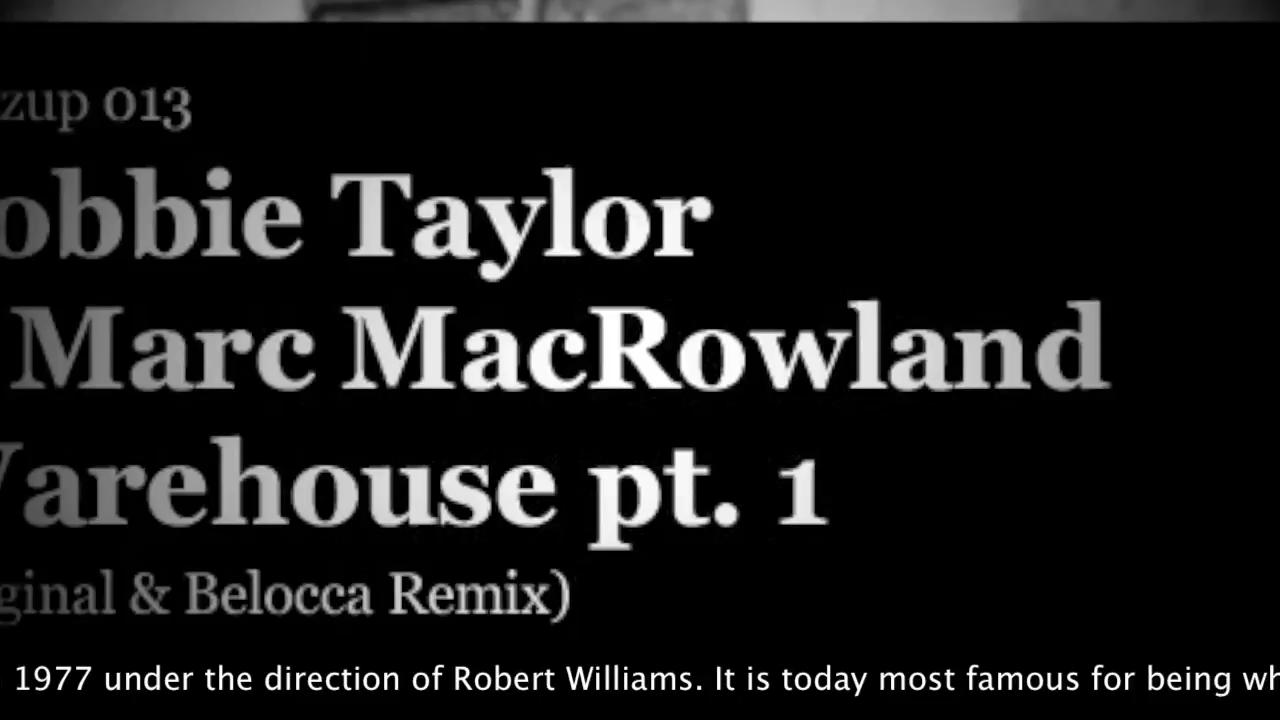 zup 013
obbie Taylor
Marc MacRowland
arehouse pt. 1
ginal & Belocca Remix)
1977 under the direction of Robert Williams. It is today most famous for being wh